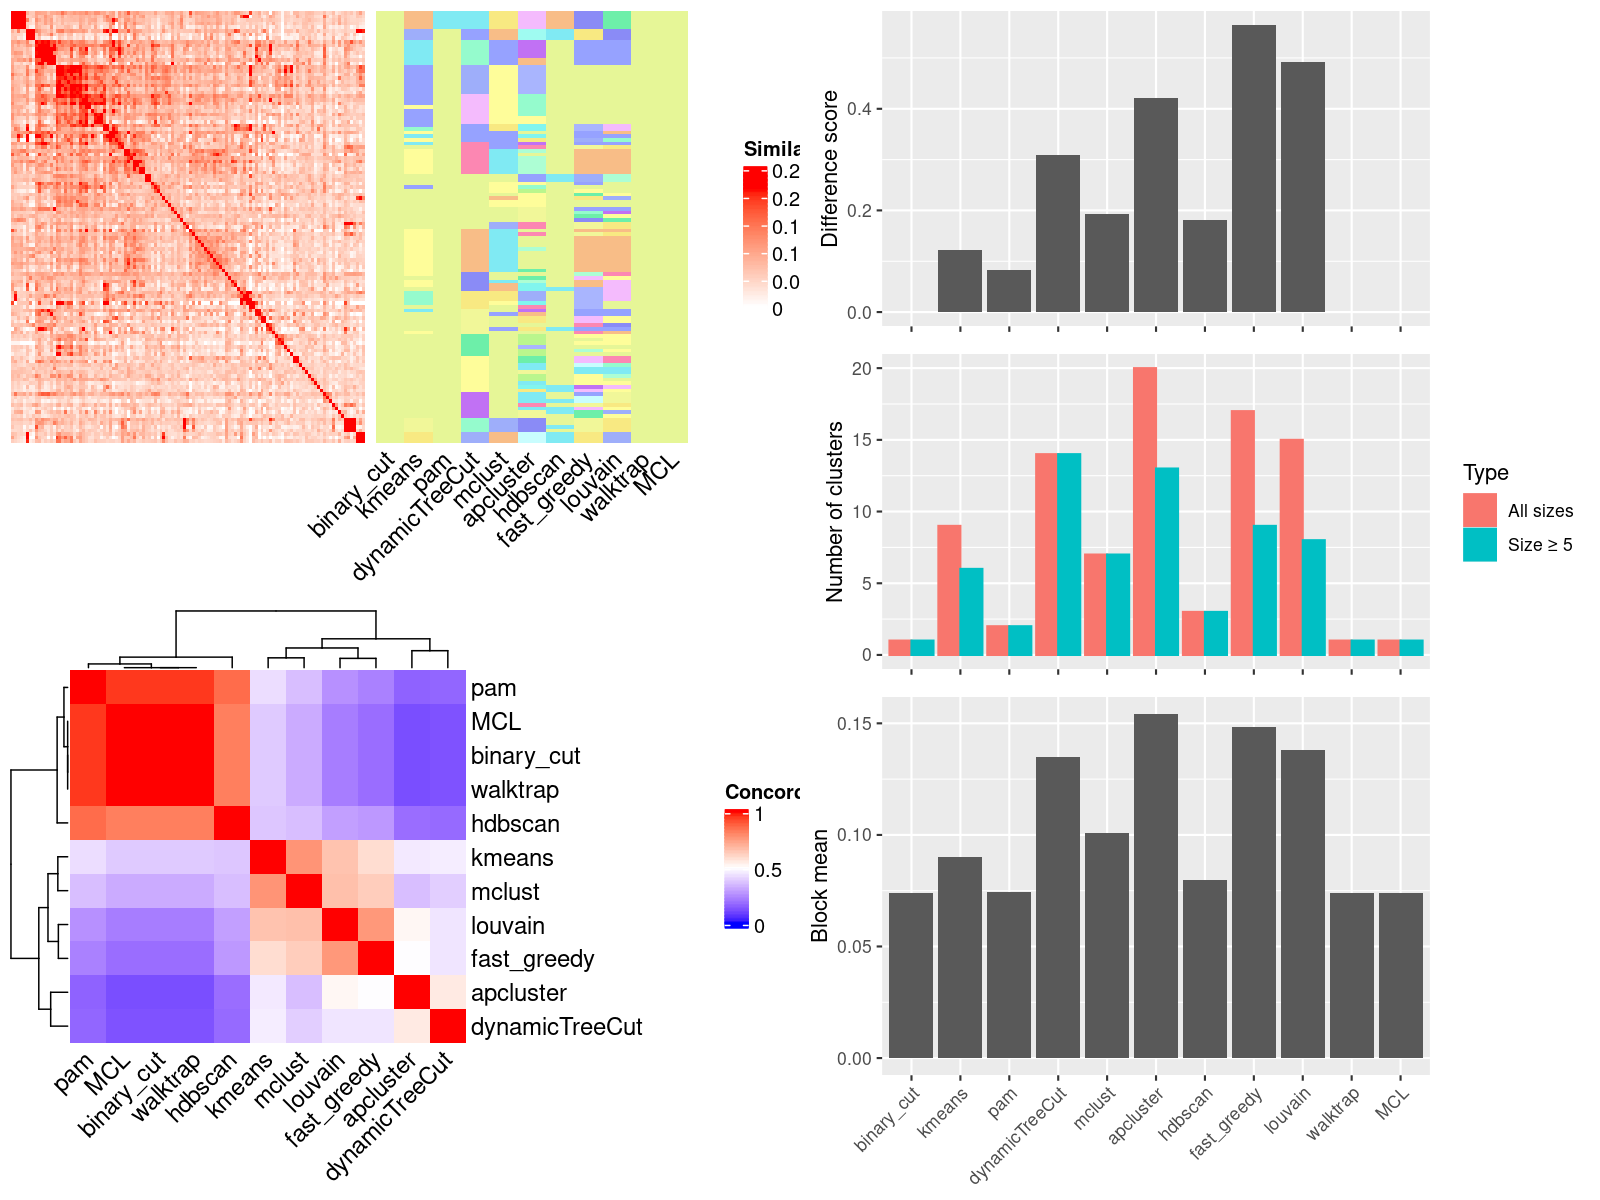 Simila
0.2
0.2
0.1
0.0
0
binary_cut
kmeans
pam
dynamicTreeCut
mclust
apcluster
hdbscan
fast_greedy
louvain
walktrap
MCL
pam
MCL
binary_cut
walktrap
hdbscan
kmeans
mclust
louvain
fast_greedy
apcluster
dynamicTreeCut
pam
MCL
binary_cut
walktrap
hdbscan
kmeans
mclust
louvain
fast_greedy
apcluster
dynamicTreeCut
Concord
1
0.5
0
Difference score
0.4
0.2
0.0
Number of clusters
20
15
10
5
0
Type
All sizes
Size ≥ 5
Block mean
0.15
0.10
0.05
0.00
binary_cut
kmeans
pam
dynamicTreeCut
mclust
apcluster
hdbscan
fast_greedy
louvain
walktrap
MCL